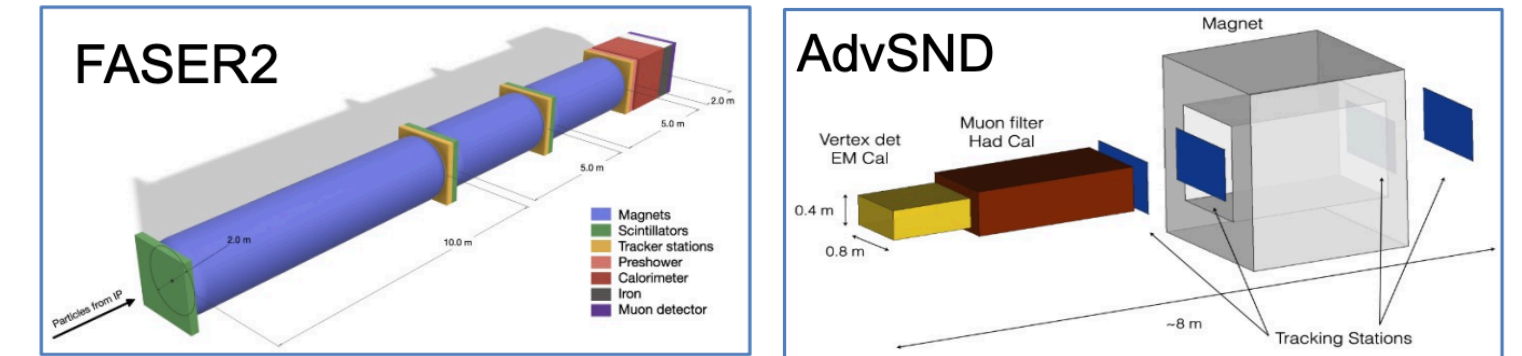 FASER2
2.0 m
5.0 m
5.0 m
10.0 m
2.0 m
Particles from IP
Magnets
Scintillators
Tracker stations
Preshower
Calorimeter
Iron
Muon detector
AdvSND
Magnet
Vertex det
EM Cal
Muon filter
Had Cal
0.4 m
0.8 m
~8 m
Tracking Stations